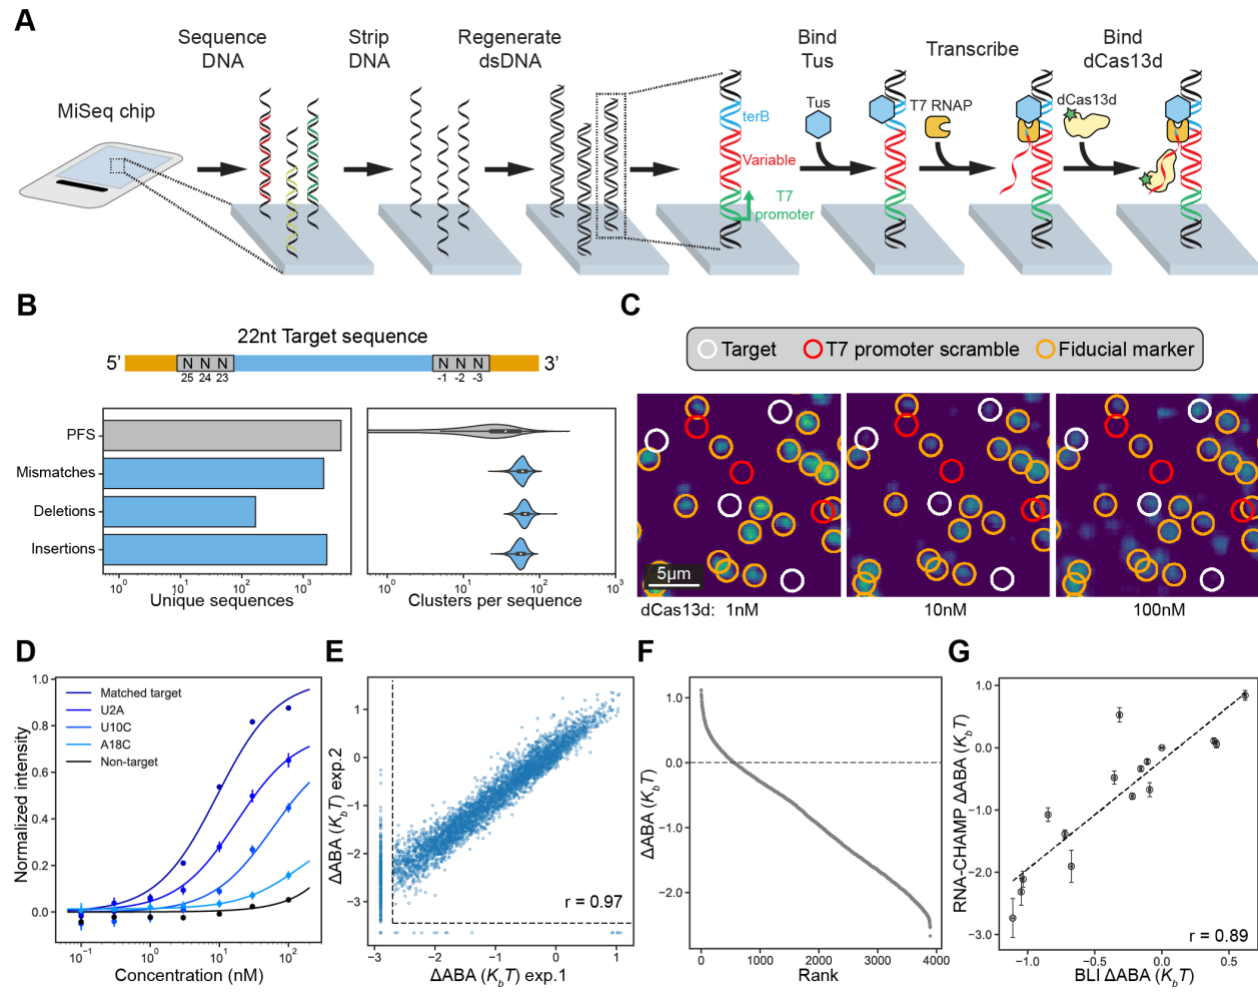 A
Sequence
DNA
Strip
DNA
Regenerate
dsDNA
Bind
Tus
Transcribe
Bind
dCas13d
MiSeq chip
terB
Variable
T7
promoter
Tus
T7 RNAP
dCas13d
B
22nt Target sequence
5’ N N N N N N 3’
25 24 23 -1 -2 -3
PFS
Mismatches
Deletions
Insertions
10⁰ 10¹ 10² 10³
Unique sequences
10⁰ 10¹ 10² 10³
Clusters per sequence
C
Target T7 promoter scramble Fiducial marker
5µm
dCas13d: 1nM 10nM 100nM
D
Normalized intensity
1.0
0.8
0.6
0.4
0.2
0.0
Matched target
U2A
U10C
A18C
Non-target
10⁻¹ 10⁰ 10¹ 10²
Concentration (nM)
E
ΔABA (K_bT) exp.2
1
0
−1
−2
−3
r = 0.97
−3 −2 −1 0 1
ΔABA (K_bT) exp.1
F
ΔABA (K_bT)
1.0
0.0
−1.0
−2.0
0 1000 2000 3000 4000
Rank
G
RNA-CHAMP ΔABA (K_bT)
1.0
0.0
−1.0
−2.0
−3.0
r = 0.89
−1.0 −0.5 0.0 0.5
BLI ΔABA (K_bT)